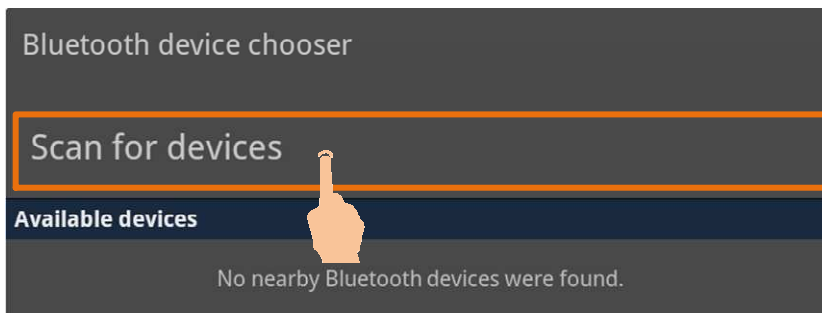 Bluetooth device chooser
Scan for devices
Available devices
No nearby Bluetooth devices were found.